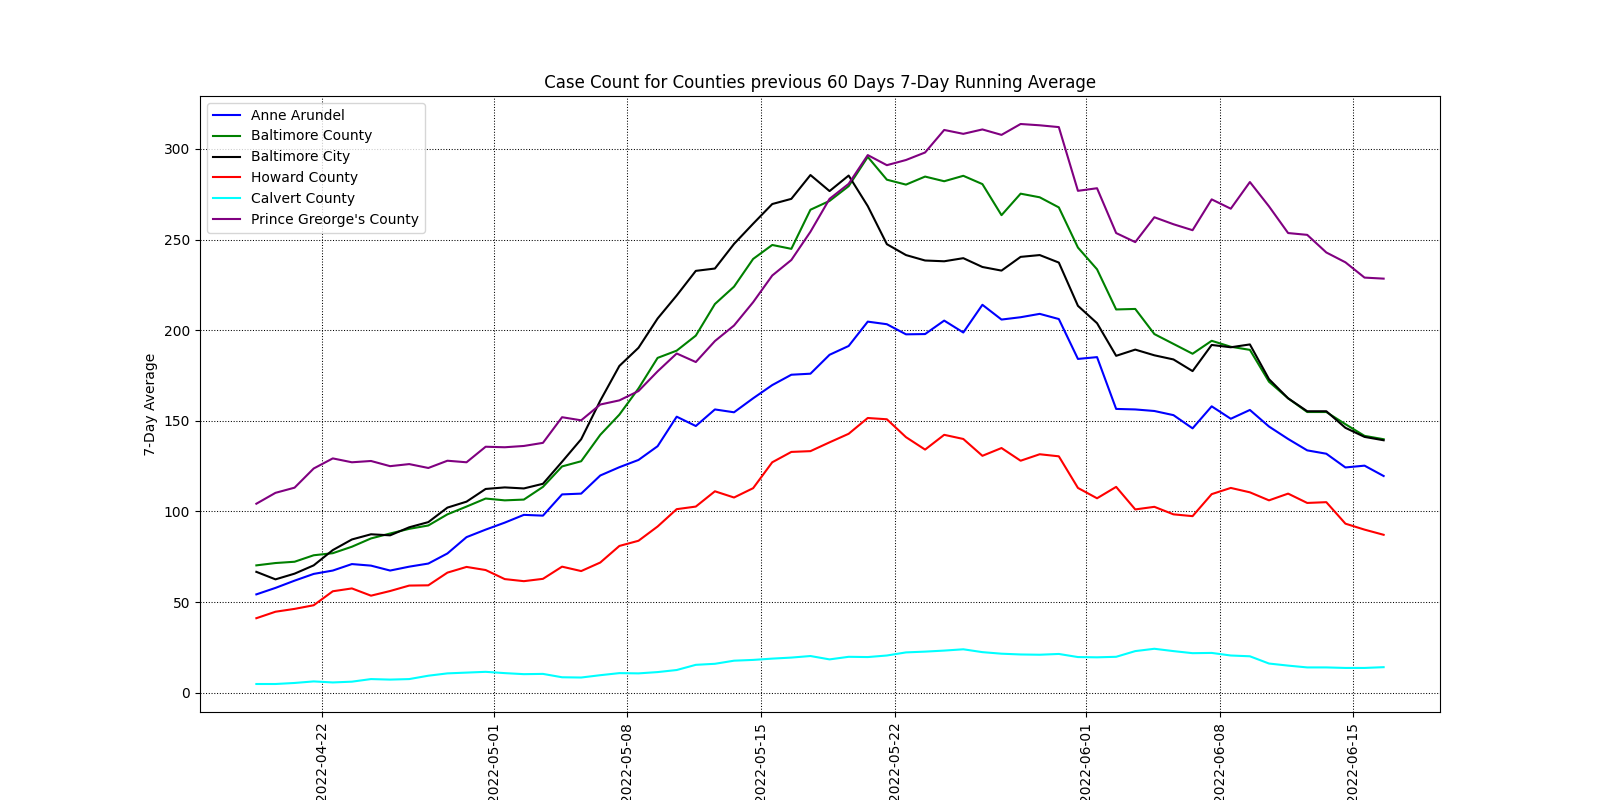 Case Count for Counties previous 60 Days 7-Day Running Average
Anne Arundel
Baltimore County
Baltimore City
Howard County
Calvert County
Prince Greorge's County
300
250
200
150
100
50
0
7-Day Average
2022-04-22
2022-05-01
2022-05-08
2022-05-15
2022-05-22
2022-06-01
2022-06-08
2022-06-15